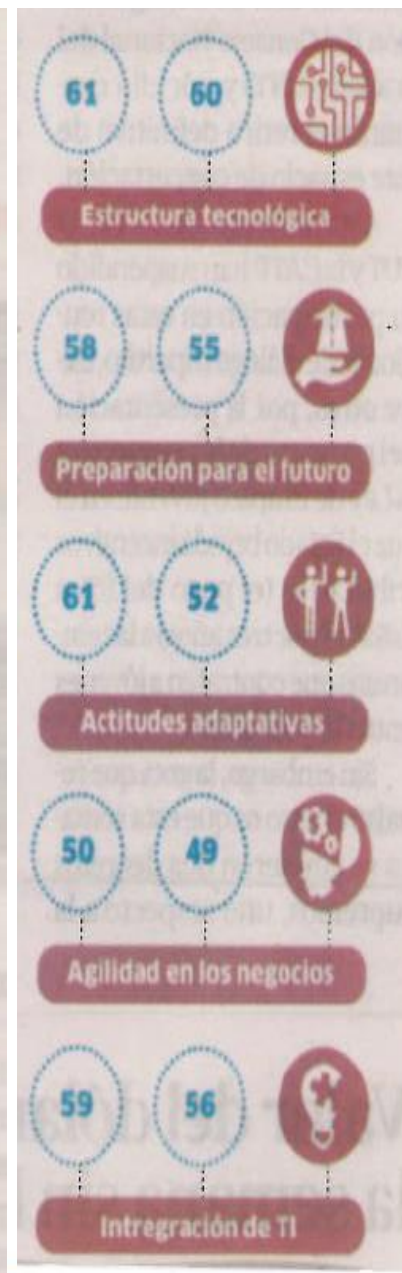 61 60
Estructura tecnológica
58 55
Preparación para el futuro
61 52
Actitudes adaptativas
50 49
Agilidad en los negocios
59 56
Intregración de TI